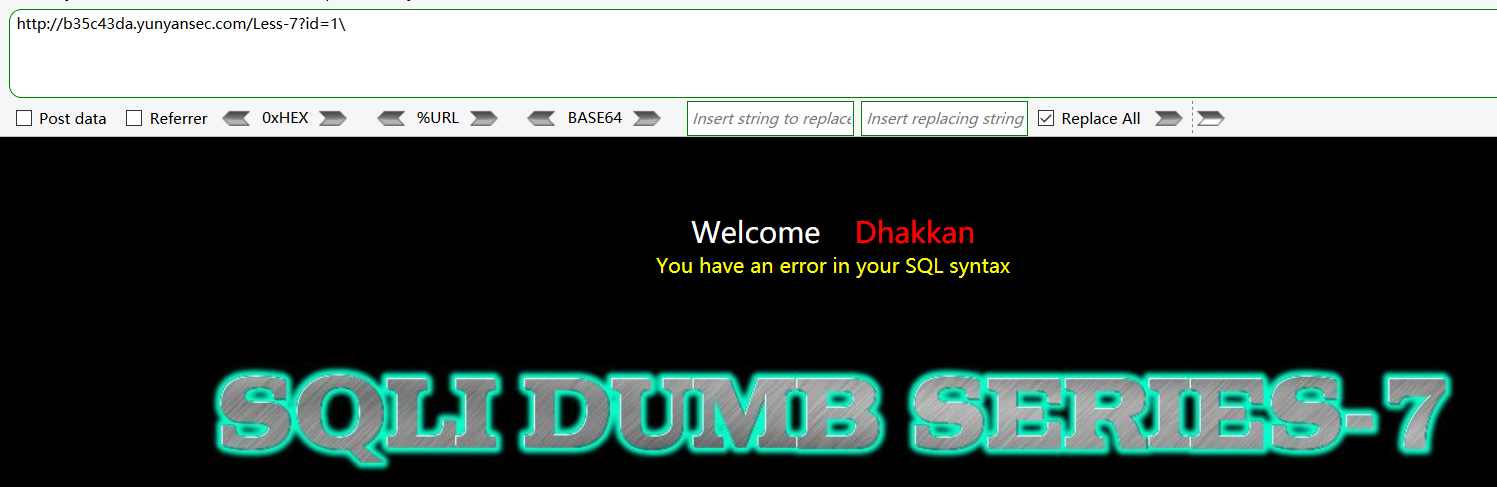 http://b35c43da.yunyansec.com/Less-7?id=1\
Post data Referrer 0xHEX %URL BASE64 Insert string to replace Insert replacing string Replace All
Welcome Dhakkan
You have an error in your SQL syntax
SQLI DUMB SERIES-7